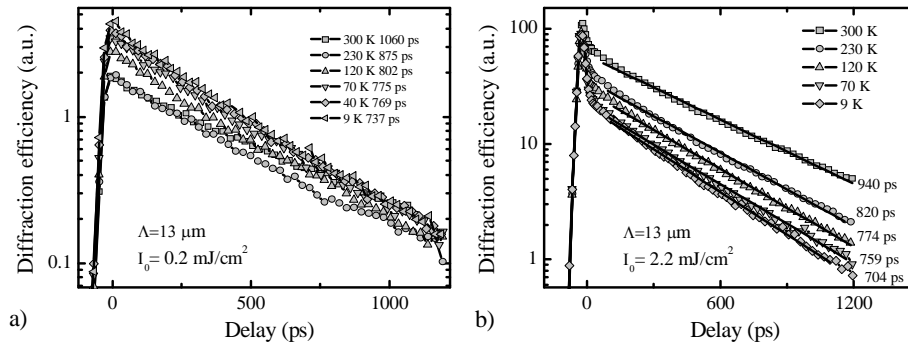 Diffraction efficiency (a.u.)
1
0.1
300 K 1060 ps
230 K 875 ps
120 K 802 ps
70 K 775 ps
40 K 769 ps
9 K 737 ps
Λ=13 μm
I₀= 0.2 mJ/cm²
0 500 1000
Delay (ps)
a)
Diffraction efficiency (a.u.)
100
10
1
300 K
230 K
120 K
70 K
9 K
940 ps
820 ps
774 ps
759 ps
704 ps
Λ=13 μm
I₀= 2.2 mJ/cm²
0 600 1200
Delay (ps)
b)